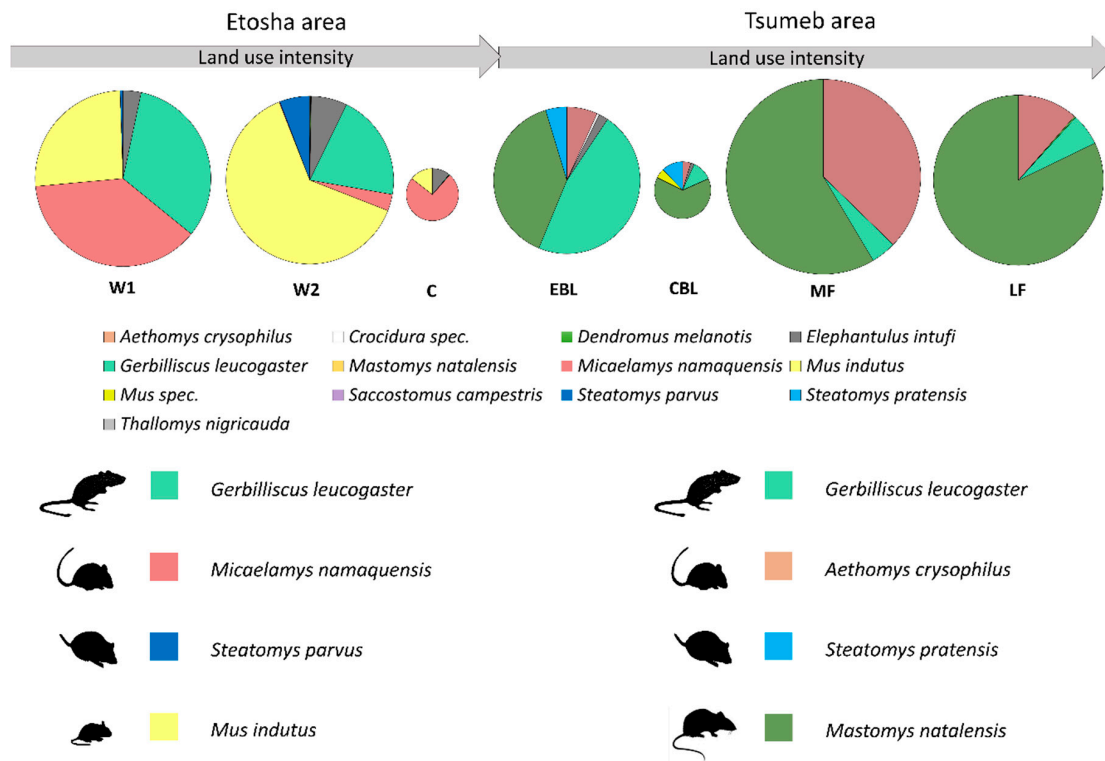 Etosha area Tsumeb area
Land use intensity Land use intensity
W1 W2 C EBL CBL MF LF
Aethomys crysophilus Crocidura spec. Dendromus melanotis Elephantulus intufi
Gerbilliscus leucogaster Mastomys natalensis Micaelamys namaquensis Mus indutus
Mus spec. Saccostomus campestris Steatomys parvus Steatomys pratensis
Thallomys nigricauda
Gerbilliscus leucogaster Gerbilliscus leucogaster
Micaelamys namaquensis Aethomys crysophilus
Steatomys parvus Steatomys pratensis
Mus indutus Mastomys natalensis